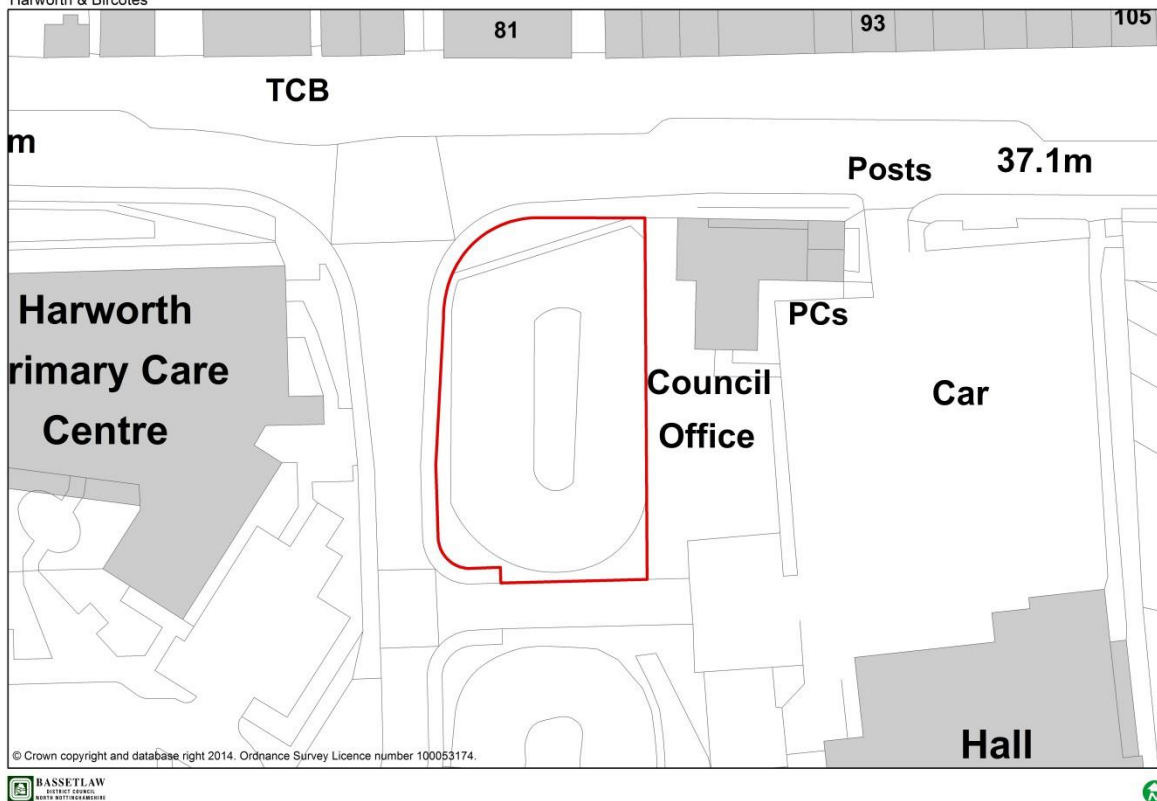 Harworth & Bircotes
81
93
105
TCB
m
Posts
37.1m
Harworth
rimary Care
Centre
PCs
Council
Office
Car
Hall
© Crown copyright and database right 2014. Ordnance Survey Licence number 100053174.
BASSETLAW
DISTRICT COUNCIL
NORTH NOTTINGHAMSHIRE